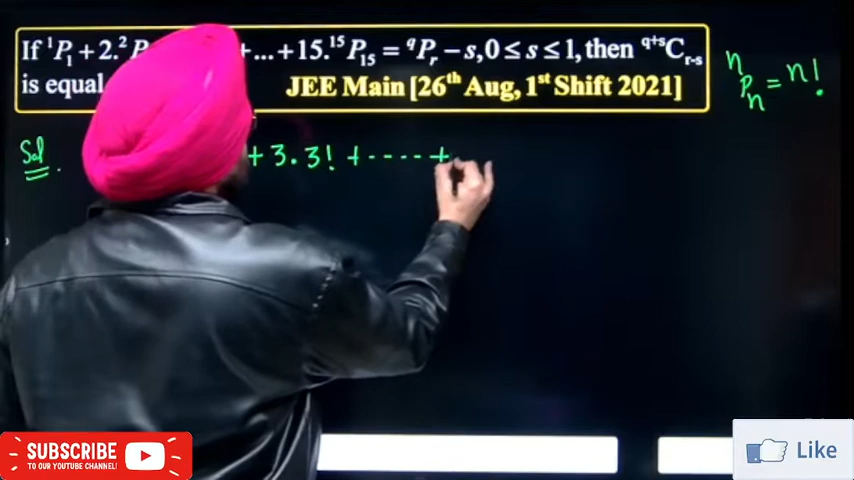 If ¹P₁ + 2.²P +...+15.¹⁵P₁₅ = ᑫPᵣ – s, 0 ≤ s ≤ 1, then ᑫ⁺ˢCᵣ₋ₛ
is equal JEE Main [26ᵗʰ Aug, 1ˢᵗ Shift 2021]
ⁿPₙ = n!
Sol. + 3.3! + ---- +
SUBSCRIBE
TO OUR YOUTUBE CHANNEL!
Like